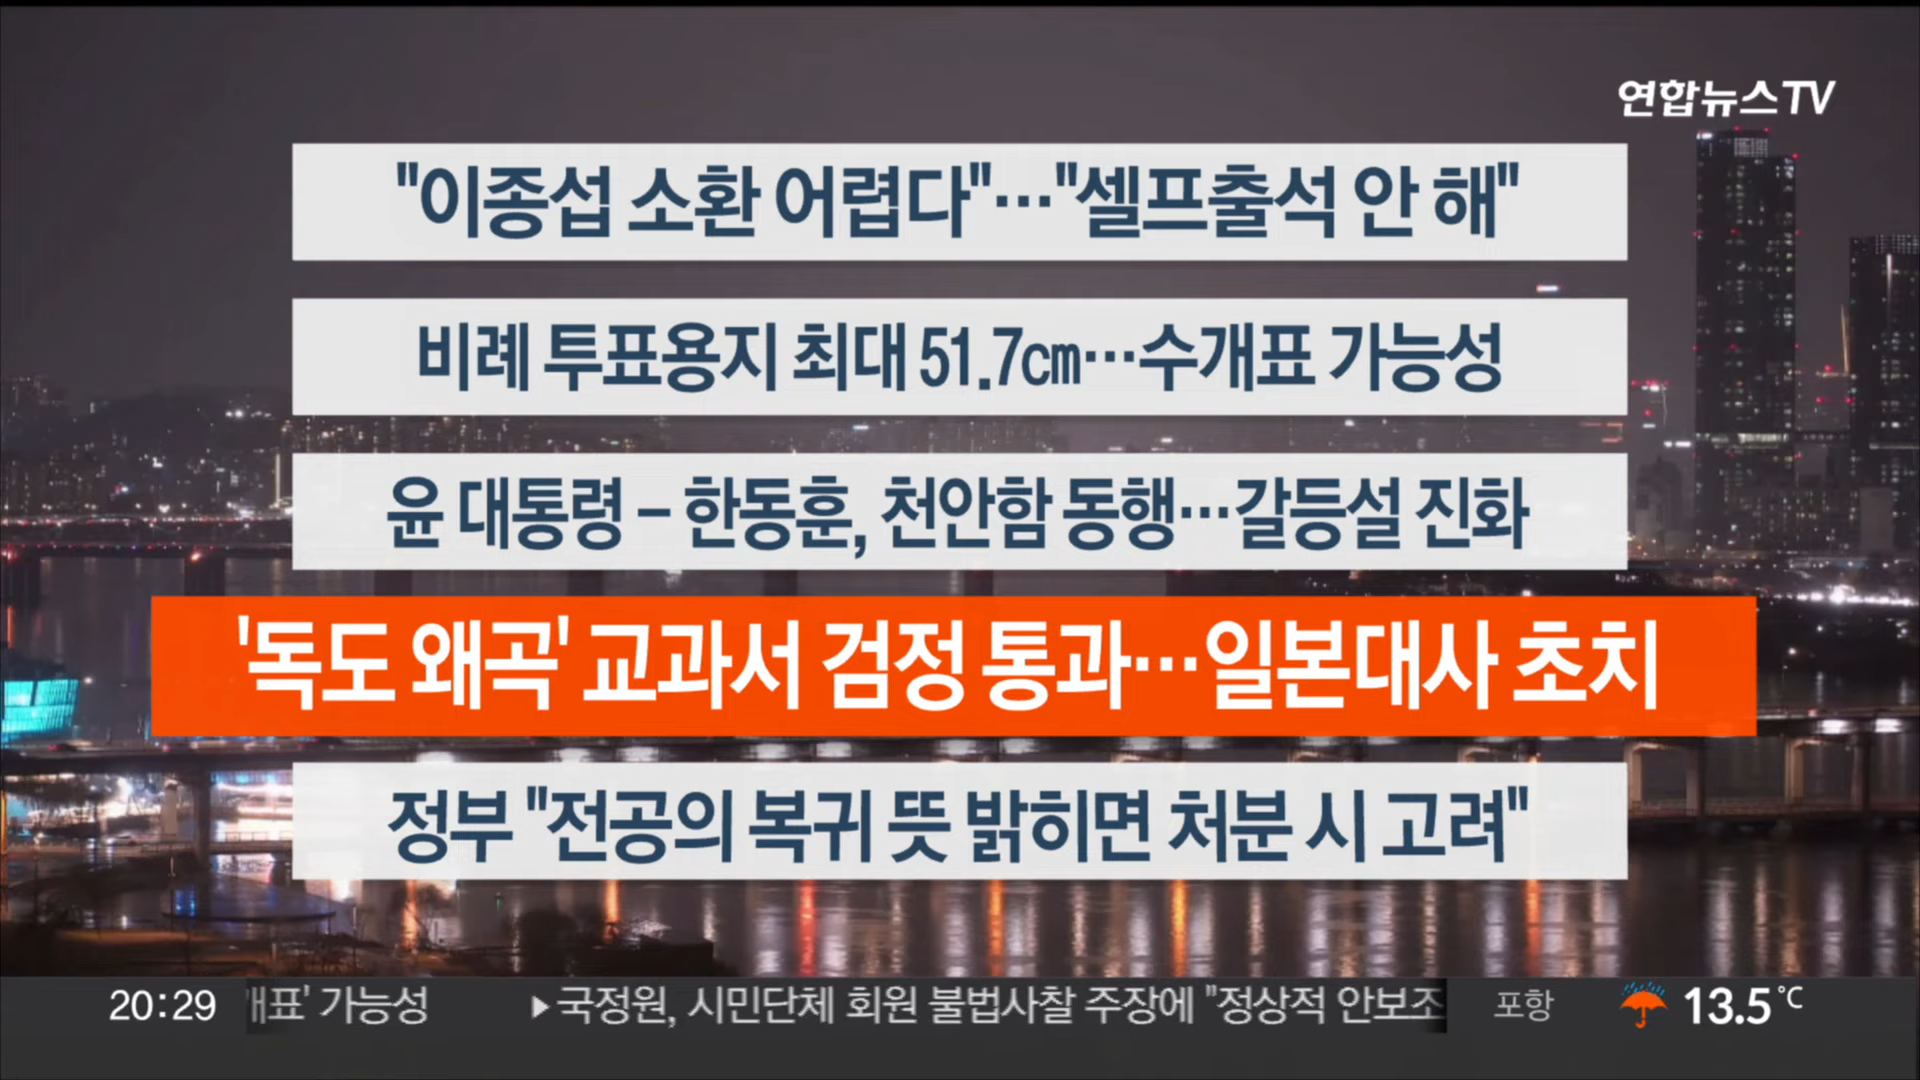 연합뉴스TV
"이종섭 소환 어렵다"…"셀프출석 안 해"
비례 투표용지 최대 51.7㎝…수개표 가능성
윤 대통령 – 한동훈, 천안함 동행…갈등설 진화
'독도 왜곡' 교과서 검정 통과…일본대사 초치
정부 "전공의 복귀 뜻 밝히면 처분 시 고려"
20:29 개표' 가능성 ▶국정원, 시민단체 회원 불법사찰 주장에 "정상적 안보조 포항 13.5℃